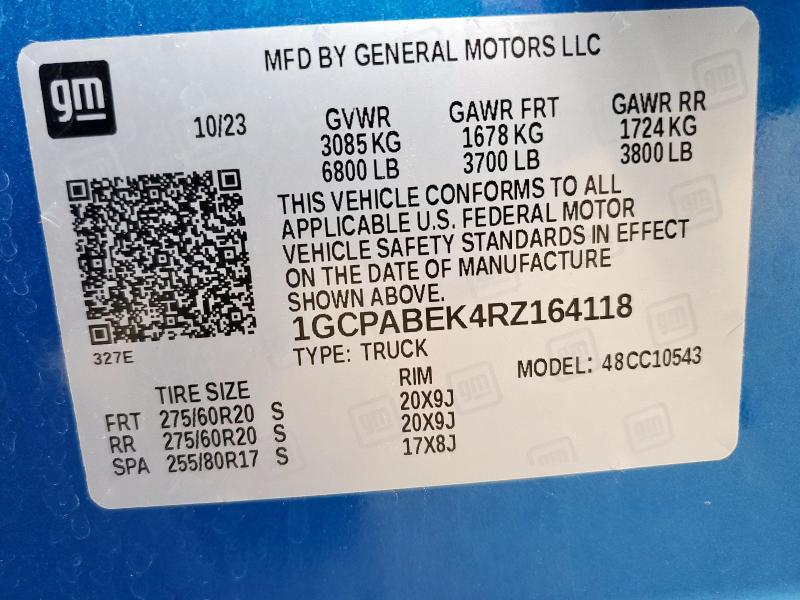 MFD BY GENERAL MOTORS LLC
gm
10/23
GVWR
3085 KG
6800 LB
GAWR FRT
1678 KG
3700 LB
GAWR RR
1724 KG
3800 LB
THIS VEHICLE CONFORMS TO ALL
APPLICABLE U.S. FEDERAL MOTOR
VEHICLE SAFETY STANDARDS IN EFFECT
ON THE DATE OF MANUFACTURE
SHOWN ABOVE.
1GCPABEK4RZ164118
327E
TYPE: TRUCK
MODEL: 48CC10543
TIRE SIZE RIM
FRT 275/60R20 S 20X9J
RR 275/60R20 S 20X9J
SPA 255/80R17 S 17X8J